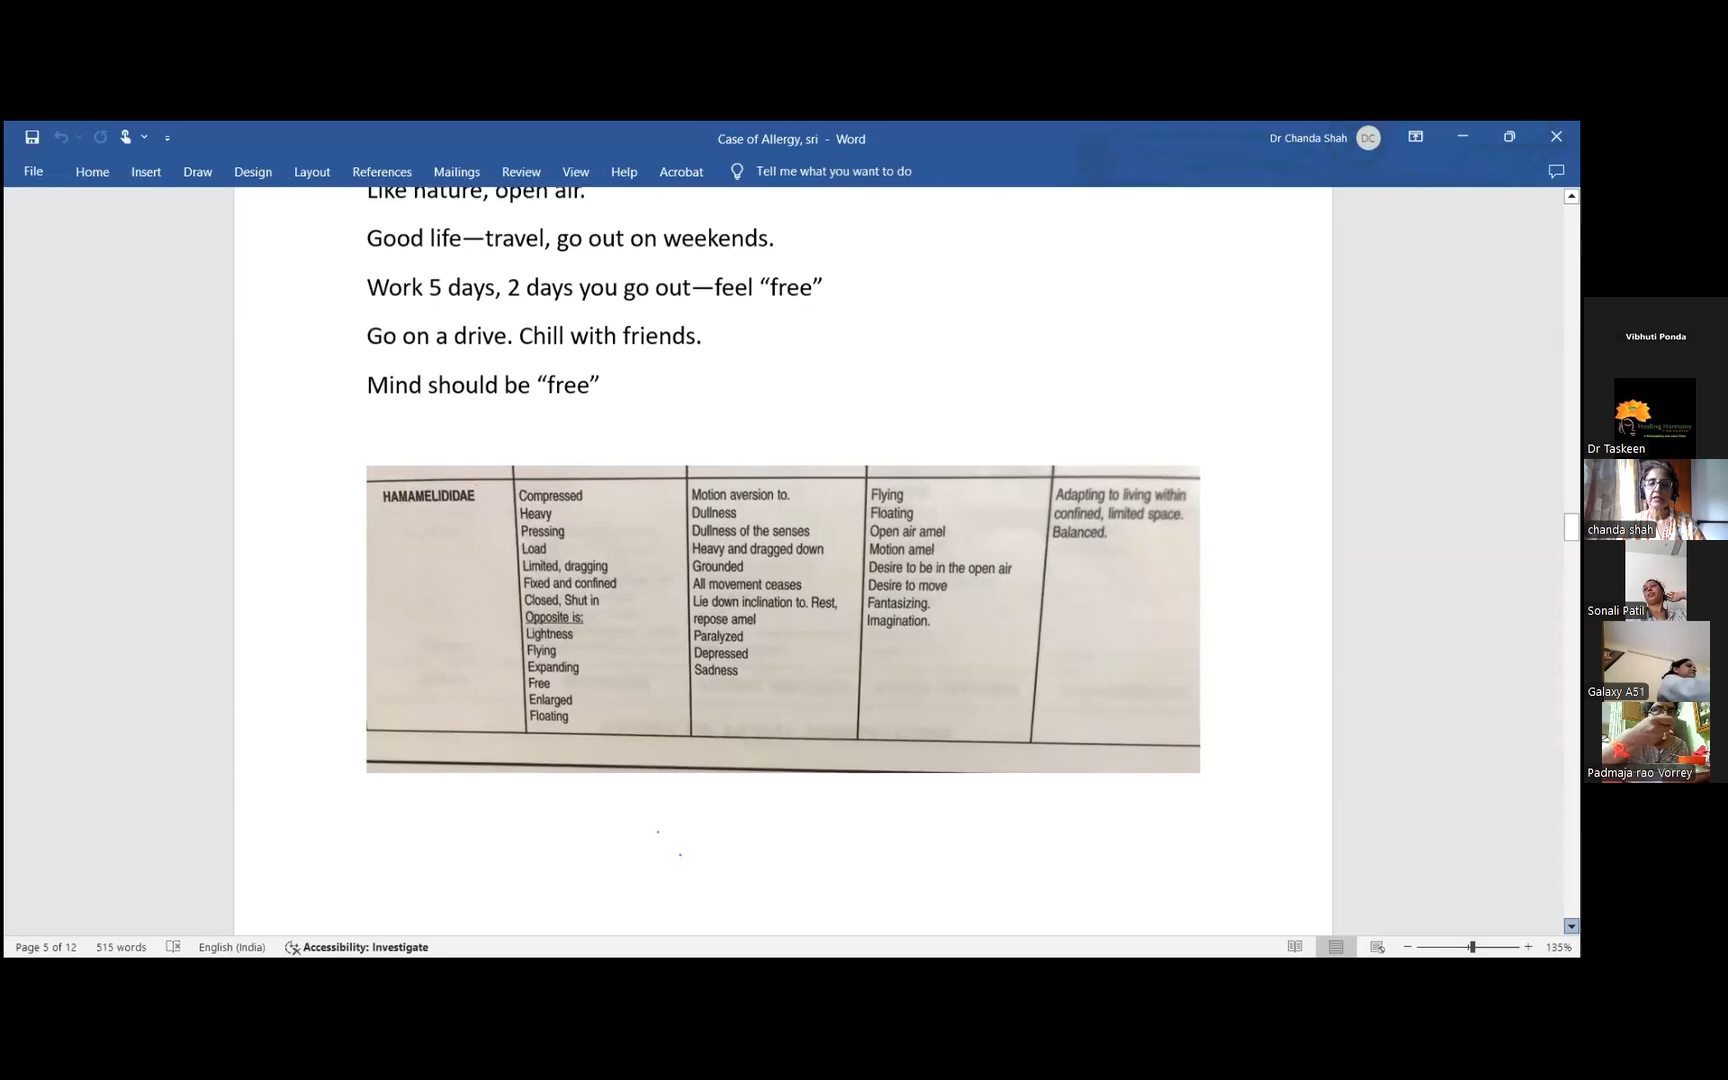 Case of Allergy, sri - Word
Dr Chanda Shah
DC
File Home Insert Draw Design Layout References Mailings Review View Help Acrobat Tell me what you want to do
Like nature, open air.
Good life—travel, go out on weekends.
Work 5 days, 2 days you go out—feel “free”
Go on a drive. Chill with friends.
Mind should be “free”
HAMAMELIDIDAE
Compressed
Heavy
Pressing
Load
Limited, dragging
Fixed and confined
Closed, Shut in
Opposite is:
Lightness
Flying
Expanding
Free
Enlarged
Floating
Motion aversion to.
Dullness
Dullness of the senses
Heavy and dragged down
Grounded
All movement ceases
Lie down inclination to. Rest,
repose amel
Paralyzed
Depressed
Sadness
Flying
Floating
Open air amel
Motion amel
Desire to be in the open air
Desire to move
Fantasizing.
Imagination.
Adapting to living within
confined, limited space.
Balanced.
Page 5 of 12 515 words English (India) Accessibility: Investigate 135%
Vibhuti Ponda
Healing Harmony
Dr Taskeen
chanda shah
Sonali Patil
Galaxy A51
Padmaja rao Vorrey